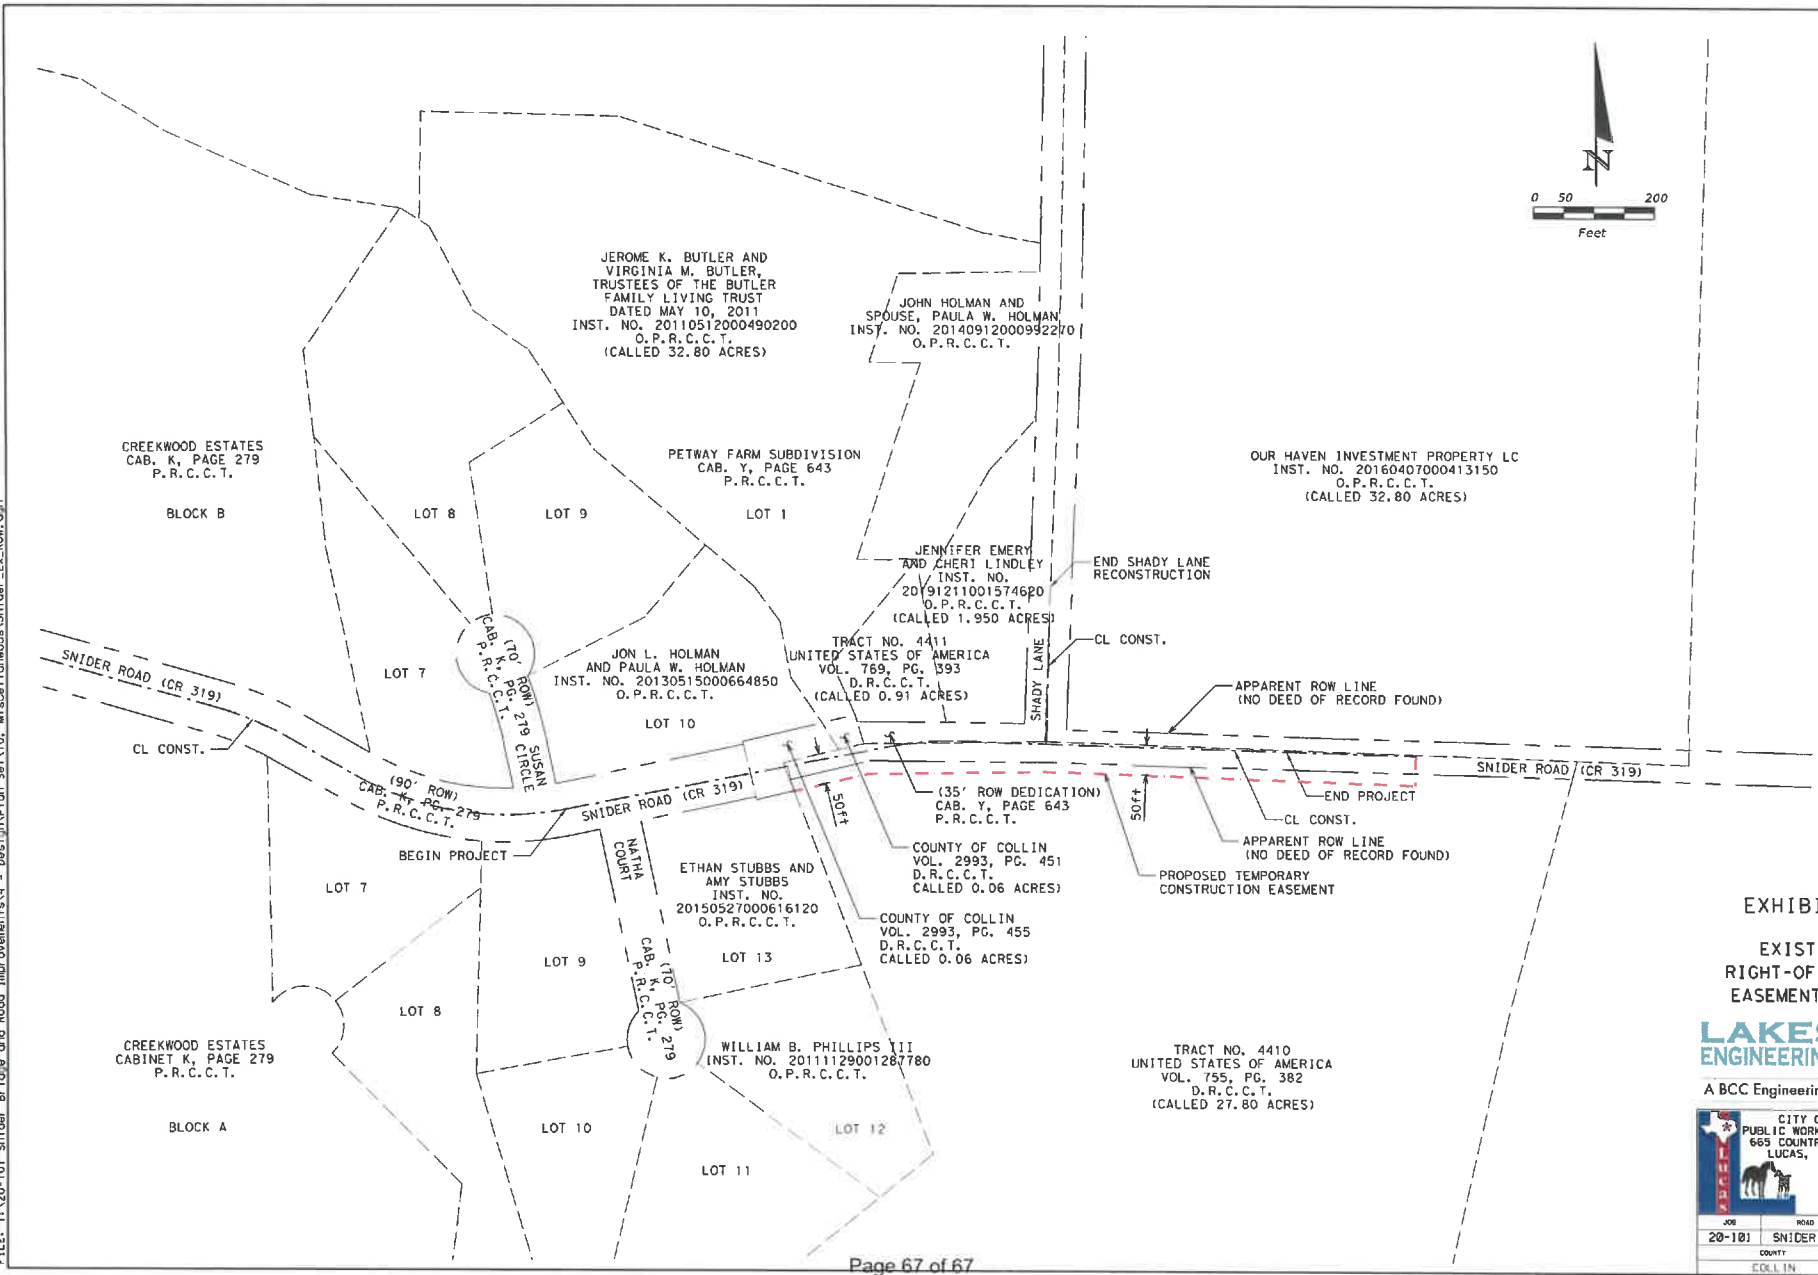 0 50 200
Feet
N
JEROME K. BUTLER AND
VIRGINIA M. BUTLER,
TRUSTEES OF THE BUTLER
FAMILY LIVING TRUST
DATED MAY 10, 2011
INST. NO. 20110512000490200
O.P.R.C.C.T.
(CALLED 32.80 ACRES)
JOHN HOLMAN AND
SPOUSE, PAULA W. HOLMAN
INST. NO. 20140912000992270
O.P.R.C.C.T.
CREEKWOOD ESTATES
CAB. K, PAGE 279
P.R.C.C.T.
BLOCK B
LOT 8
LOT 9
PETWAY FARM SUBDIVISION
CAB. Y, PAGE 643
P.R.C.C.T.
LOT 1
OUR HAVEN INVESTMENT PROPERTY LC
INST. NO. 20160407000413150
O.P.R.C.C.T.
(CALLED 32.80 ACRES)
JENNIFER EMERY
AND CHERI LINDLEY
INST. NO.
20191211001574620
O.P.R.C.C.T.
(CALLED 1.950 ACRES)
END SHADY LANE
RECONSTRUCTION
CL CONST.
SHADY LANE
TRACT NO. 4411
UNITED STATES OF AMERICA
VOL. 769, PG. 393
D.R.C.C.T.
(CALLED 0.91 ACRES)
SNIDER ROAD (CR 319)
CL CONST.
LOT 7
(70' ROW)
CAB. K, PG. 279
P.R.C.C.T.
SUSAN
CIRCLE
JON L. HOLMAN
AND PAULA W. HOLMAN
INST. NO. 20130515000664850
O.P.R.C.C.T.
LOT 10
APPARENT ROW LINE
(NO DEED OF RECORD FOUND)
(90' ROW)
CAB. K, PG. 279
P.R.C.C.T.
SNIDER ROAD (CR 319)
SNIDER ROAD (CR 319)
50ft
50ft
(35' ROW DEDICATION)
CAB. Y, PAGE 643
P.R.C.C.T.
END PROJECT
CL CONST.
APPARENT ROW LINE
(NO DEED OF RECORD FOUND)
PROPOSED TEMPORARY
CONSTRUCTION EASEMENT
BEGIN PROJECT
NATHA
COURT
COUNTY OF COLLIN
VOL. 2993, PG. 451
D.R.C.C.T.
CALLED 0.06 ACRES)
COUNTY OF COLLIN
VOL. 2993, PG. 455
D.R.C.C.T.
CALLED 0.06 ACRES)
ETHAN STUBBS AND
AMY STUBBS
INST. NO.
20150527000616120
O.P.R.C.C.T.
LOT 13
LOT 7
LOT 9
LOT 8
(70' ROW)
CAB. K, PG. 279
P.R.C.C.T.
CREEKWOOD ESTATES
CABINET K, PAGE 279
P.R.C.C.T.
BLOCK A
WILLIAM B. PHILLIPS III
INST. NO. 20111129001287780
O.P.R.C.C.T.
LOT 10
LOT 11
LOT 12
TRACT NO. 4410
UNITED STATES OF AMERICA
VOL. 755, PG. 382
D.R.C.C.T.
(CALLED 27.80 ACRES)
EXHIBI
EXIST
RIGHT-OF
EASEMENT
LAKES
ENGINEERIN
A BCC Engineerin
CITY O
PUBLIC WORK
665 COUNTR
LUCAS,
Lucas
JOB ROAD
20-101 SNIDER
COUNTY
COLLIN
Page 67 of 67